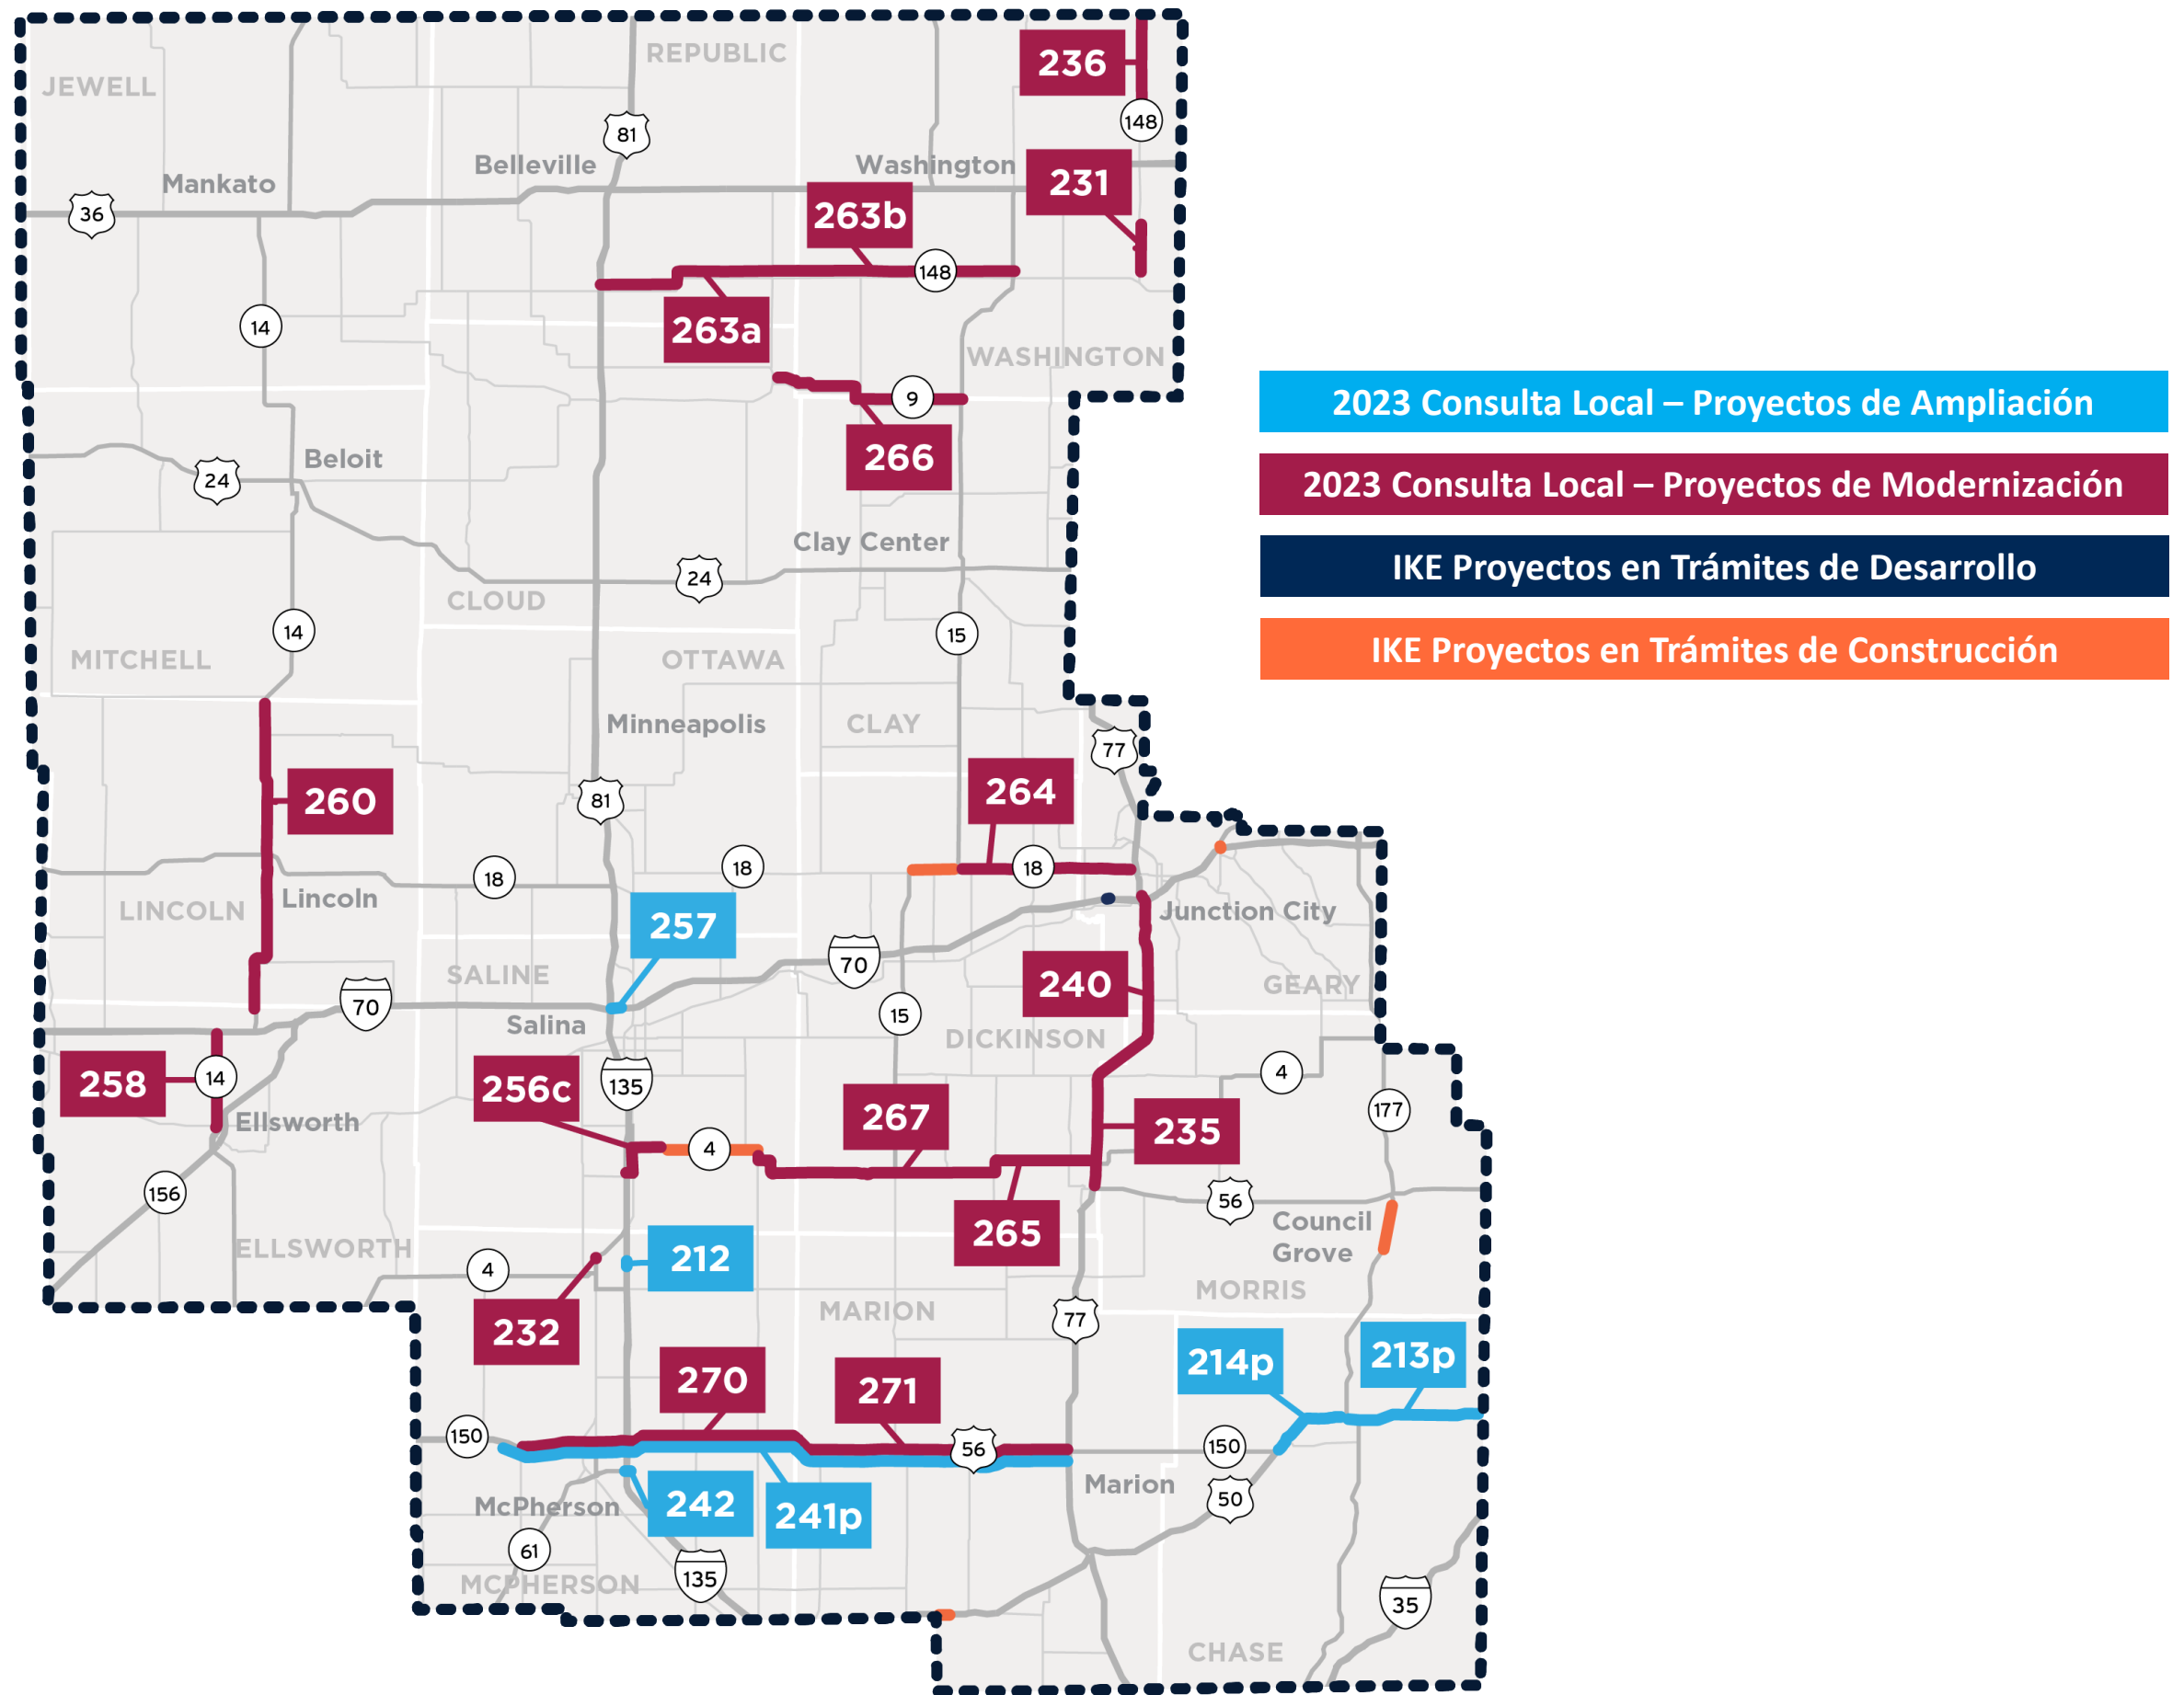 REPUBLIC
236
JEWELL
81
148
Belleville
Washington
231
Mankato
36
263b
148
14
263a
WASHINGTON
2023 Consulta Local – Proyectos de Ampliación
9
2023 Consulta Local – Proyectos de Modernización
IKE Proyectos en Trámites de Desarrollo
IKE Proyectos en Trámites de Construcción
266
Beloit
24
Clay Center
24
CLOUD
14
15
MITCHELL
OTTAWA
Minneapolis
CLAY
77
260
81
264
18
18
18
Lincoln
LINCOLN
257
Junction City
70
SALINE
240
GEARY
70
Salina
15
DICKINSON
258
14
256c
135
4
177
267
Ellsworth
235
4
156
56
265
Council
Grove
ELLSWORTH
212
4
MORRIS
232
MARION
77
214p
213p
270
271
150
56
150
Marion
50
McPherson
242
241p
61
135
MCPHERSON
35
CHASE